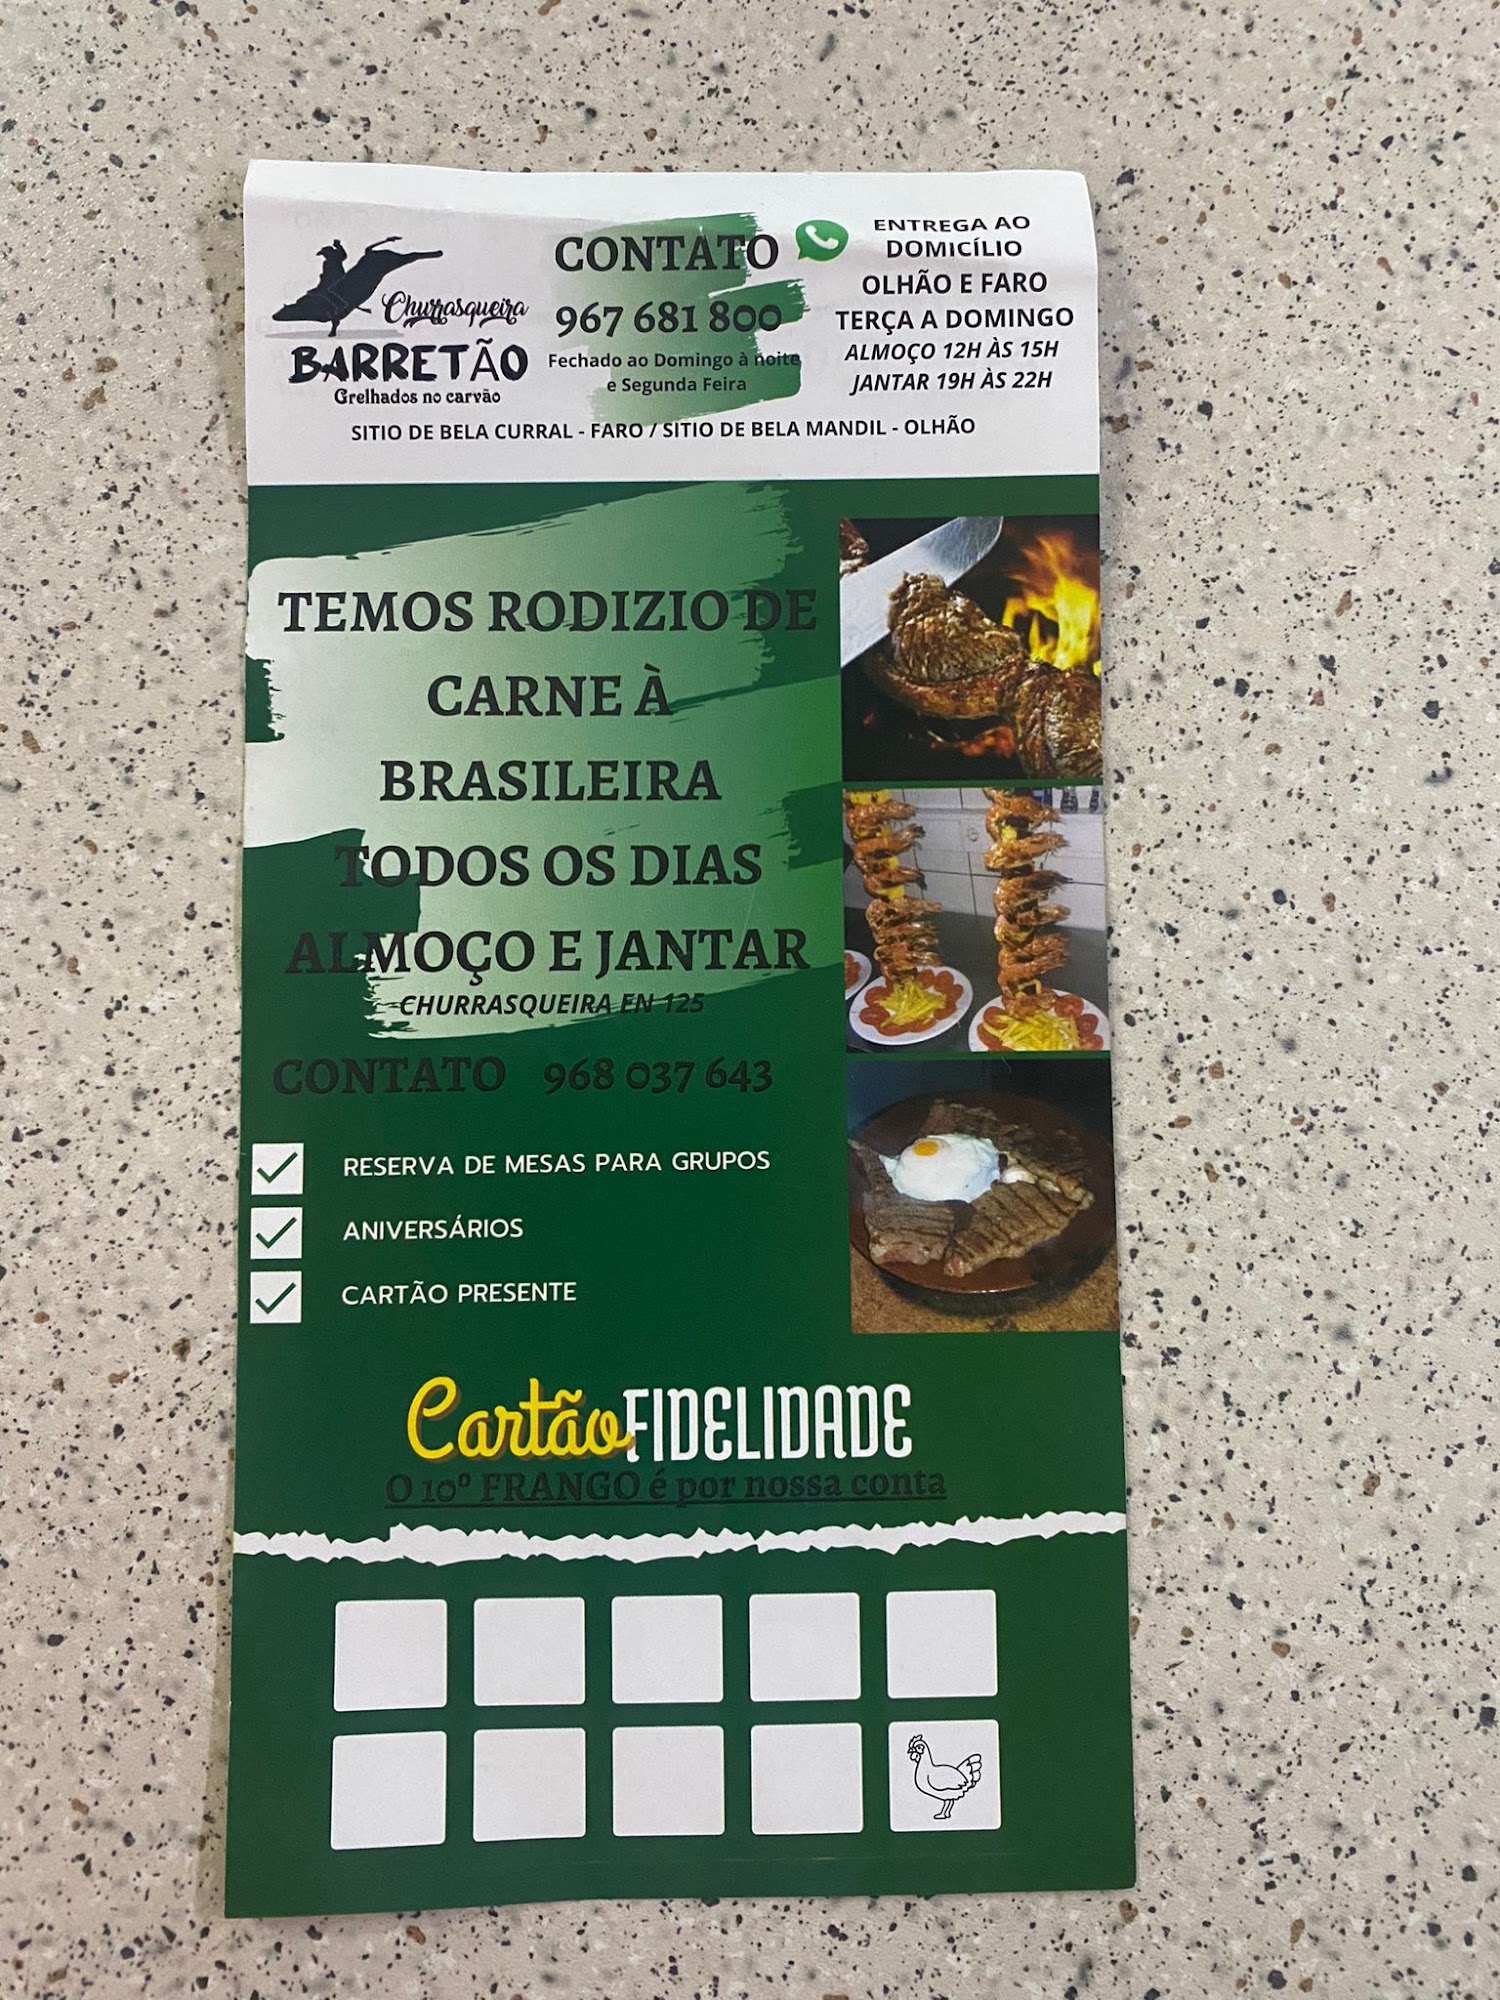 Churrasqueira
BARRETÃO
Grelhados no carvão
CONTATO
967 681 800
Fechado ao Domingo à noite
e Segunda Feira
ENTREGA AO
DOMICÍLIO
OLHÃO E FARO
TERÇA A DOMINGO
ALMOÇO 12H ÀS 15H
JANTAR 19H ÀS 22H
SITIO DE BELA CURRAL - FARO / SITIO DE BELA MANDIL - OLHÃO
TEMOS RODIZIO DE
CARNE À
BRASILEIRA
TODOS OS DIAS
ALMOÇO E JANTAR
CHURRASQUEIRA EN 125
CONTATO 968 037 643
RESERVA DE MESAS PARA GRUPOS
ANIVERSÁRIOS
CARTÃO PRESENTE
Cartão FIDELIDADE
O 10º FRANGO é por nossa conta